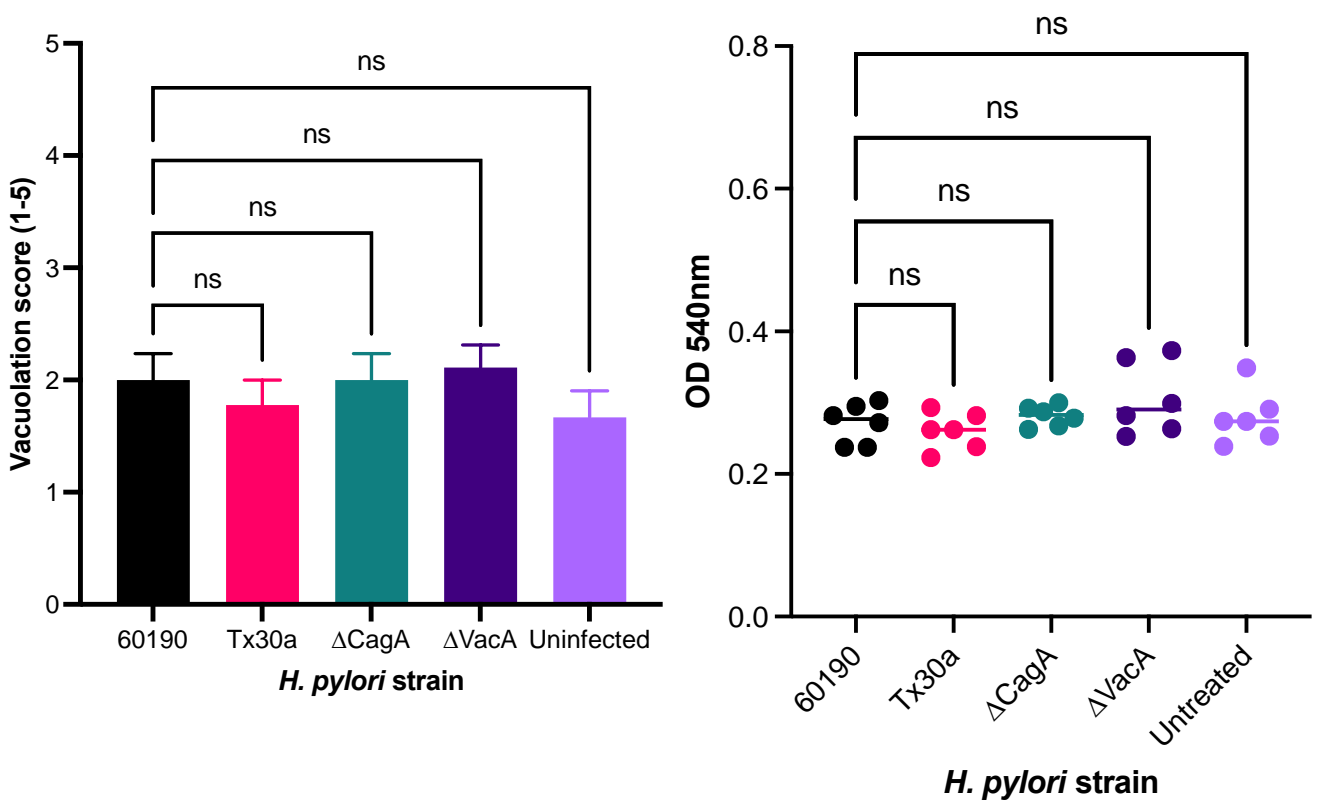 Vacuolation score (1-5)
5
4
3
2
1
0
ns
ns
ns
ns
60190 Tx30a ΔCagA ΔVacA Uninfected
H. pylori strain
OD 540nm
0.8
0.6
0.4
0.2
0.0
ns
ns
ns
ns
60190
Tx30a
ΔCagA
ΔVacA
Untreated
H. pylori strain